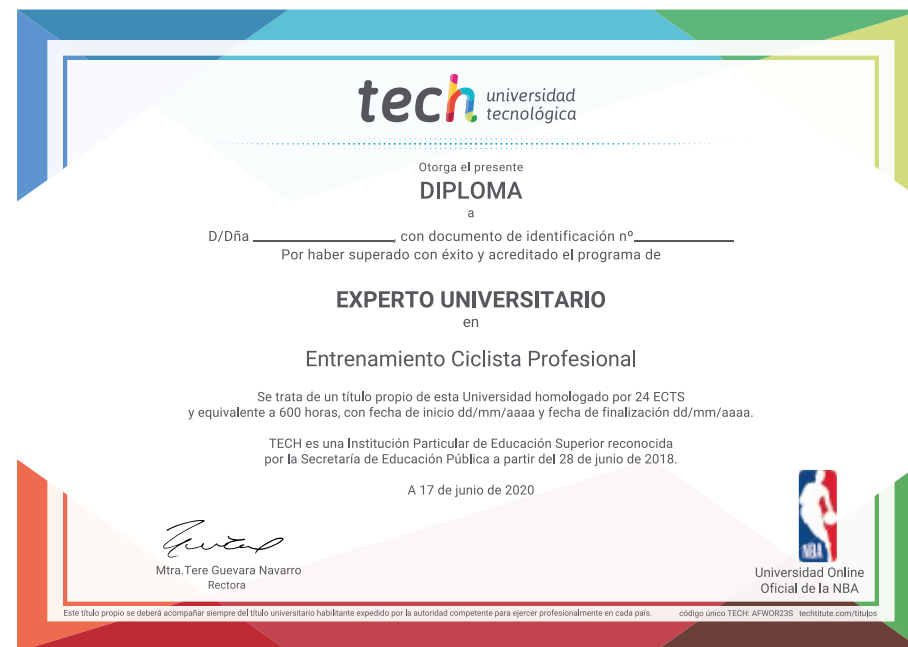 tech universidad
tecnológica
Otorga el presente
DIPLOMA
a
D/Dña ______________, con documento de identificación nº__________
Por haber superado con éxito y acreditado el programa de
EXPERTO UNIVERSITARIO
en
Entrenamiento Ciclista Profesional
Se trata de un título propio de esta Universidad homologado por 24 ECTS
y equivalente a 600 horas, con fecha de inicio dd/mm/aaaa y fecha de finalización dd/mm/aaaa.
TECH es una Institución Particular de Educación Superior reconocida
por la Secretaría de Educación Pública a partir del 28 de junio de 2018.
A 17 de junio de 2020
Mtra.Tere Guevara Navarro
Rectora
NBA
Universidad Online
Oficial de la NBA
Este título propio se deberá acompañar siempre del título universitario habilitante expedido por la autoridad competente para ejercer profesionalmente en cada país. código único TECH: AFWOR23S techtitute.com/titulos